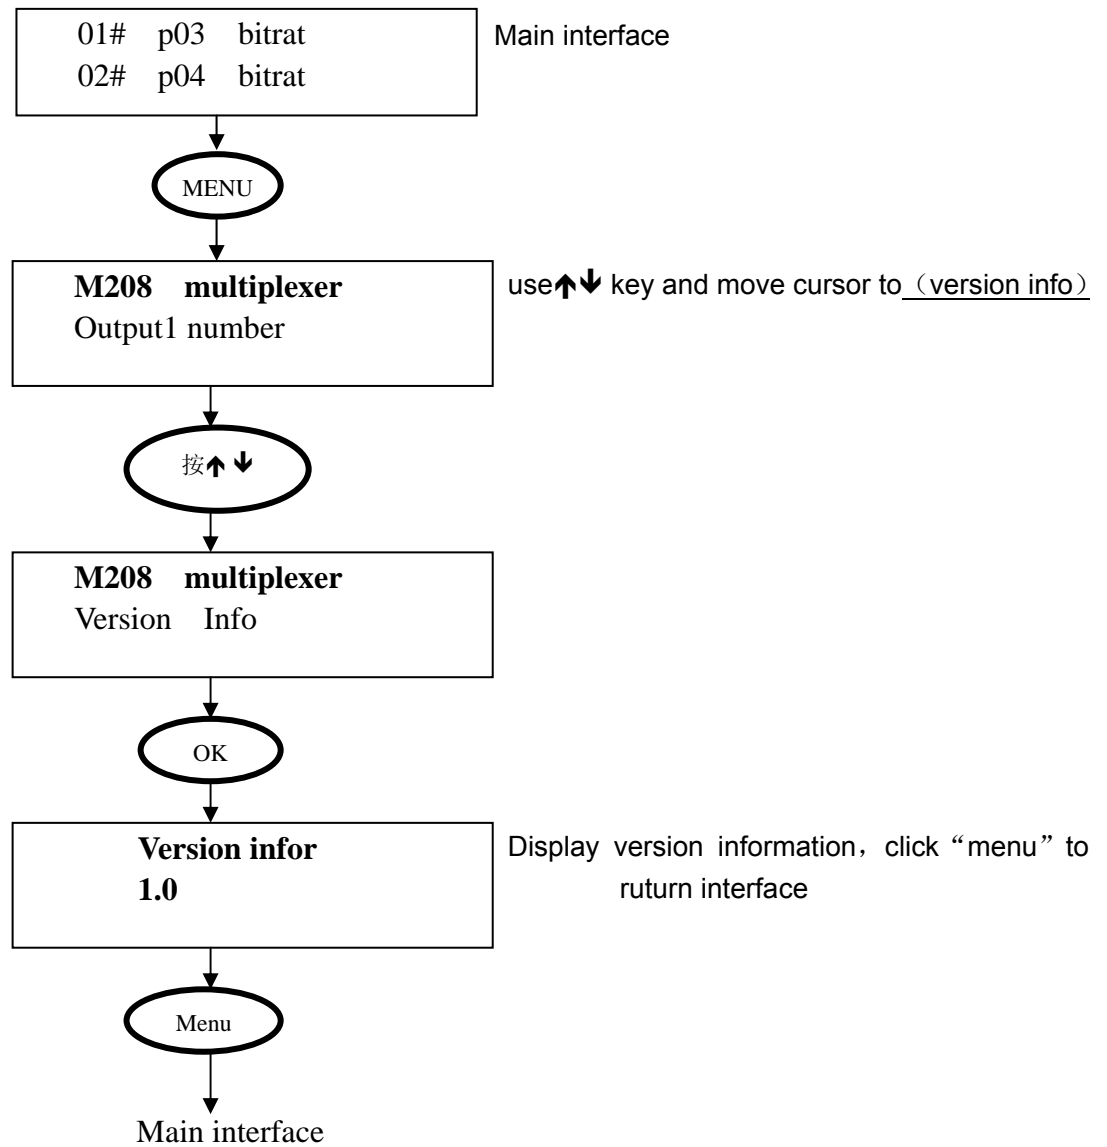 01# p03 bitrat
Main interface
02# p04 bitrat
MENU
M208 multiplexer
use↑↓ key and move cursor to （version info）
Output1 number
按↑ ↓
M208 multiplexer
Version Info
OK
Version infor
Display version information，click “menu” to
1.0
ruturn interface
Menu
Main interface